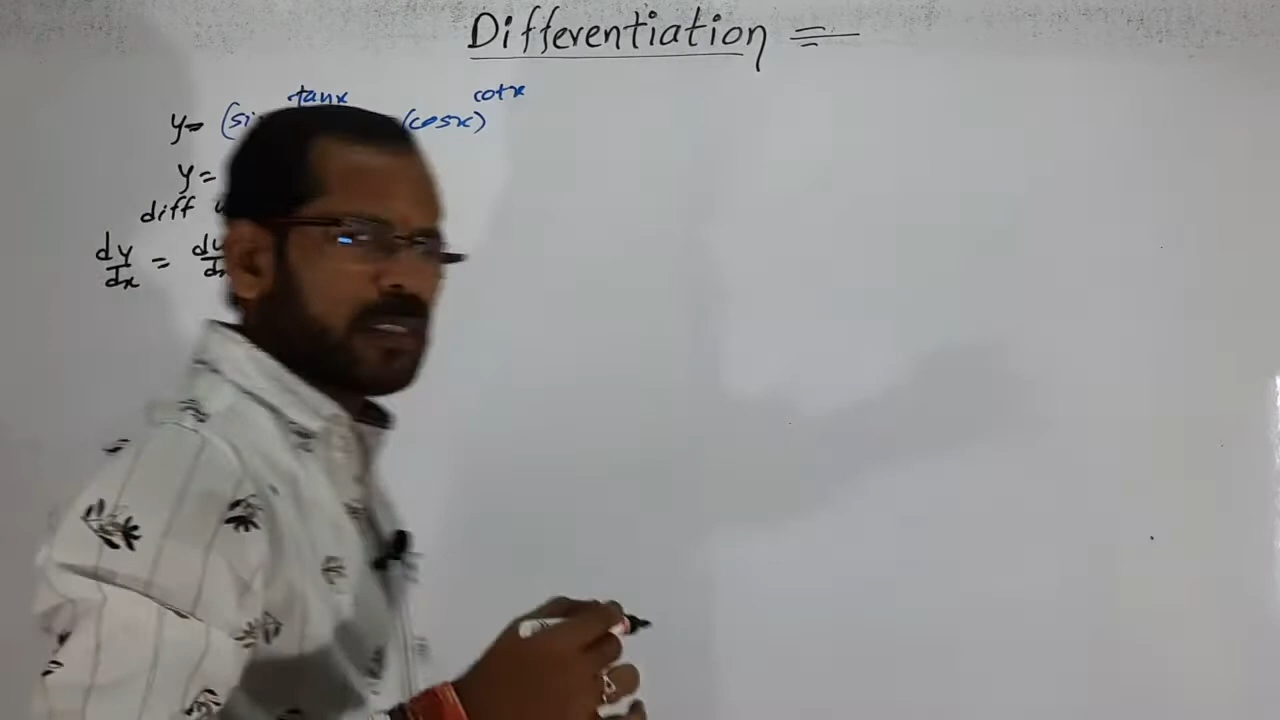 Differentiation =
tanx cotx
y= (si (cosx)
y =
diff
dy/dx = du/dx